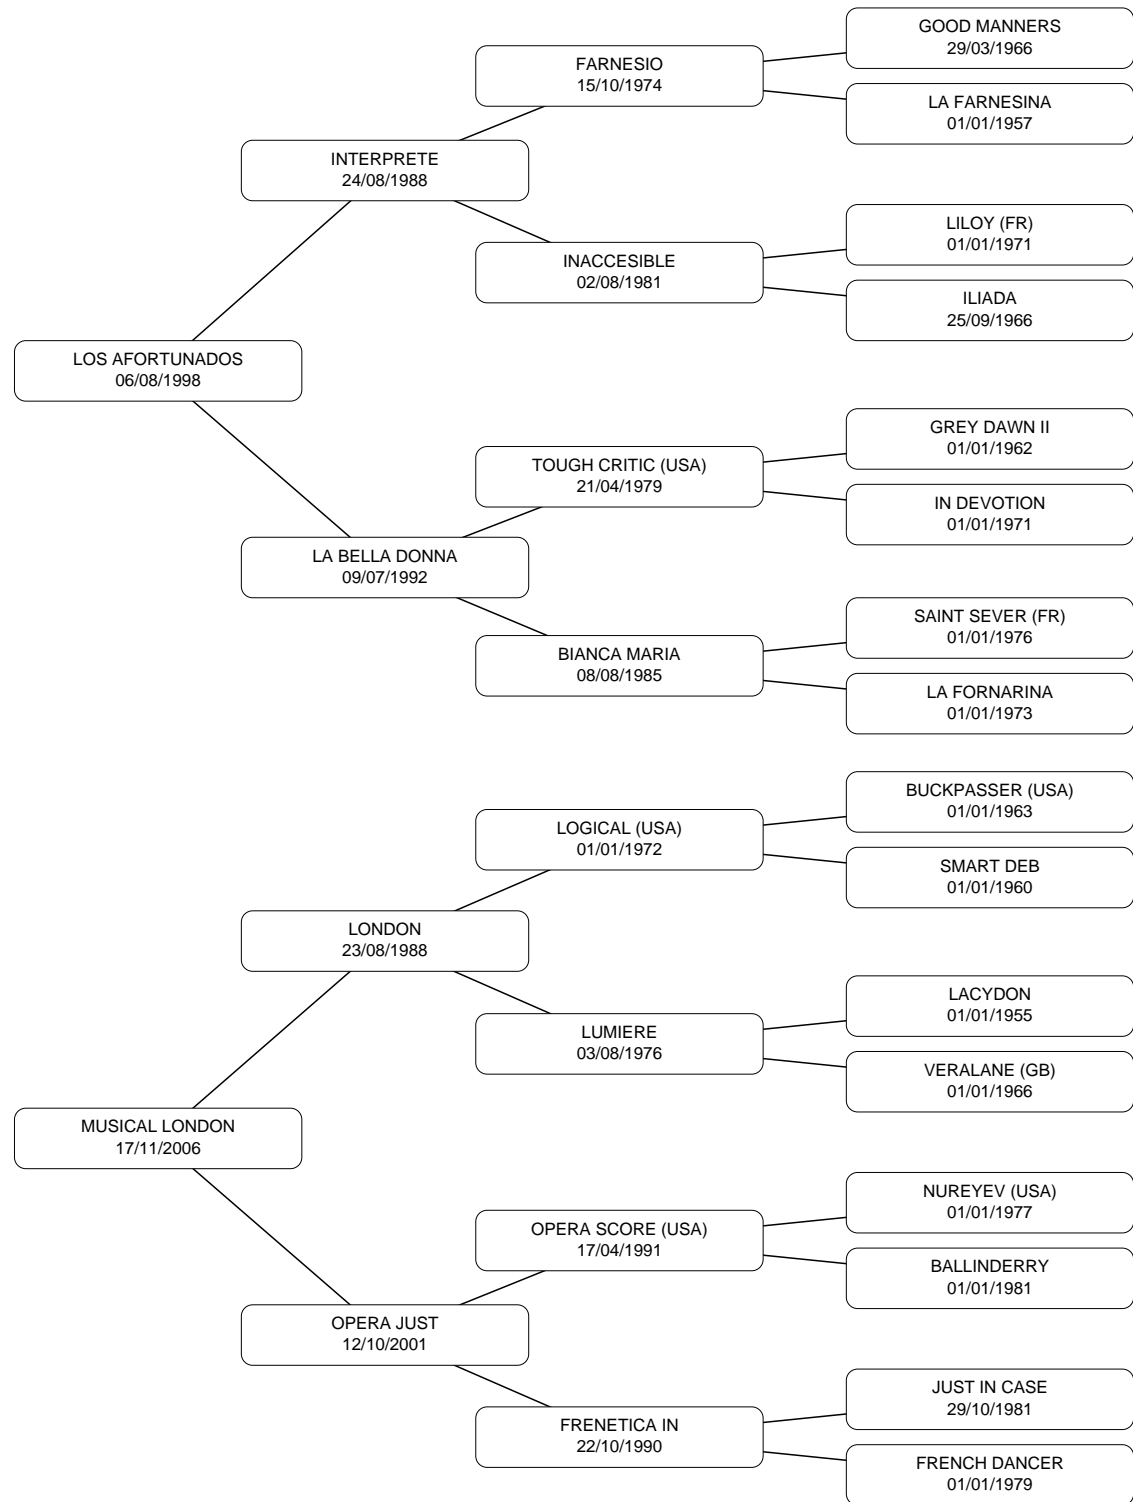 GOOD MANNERS
29/03/1966
FARNESIO
15/10/1974
LA FARNESINA
01/01/1957
INTERPRETE
24/08/1988
LILOY (FR)
01/01/1971
INACCESIBLE
02/08/1981
ILIADA
25/09/1966
LOS AFORTUNADOS
06/08/1998
GREY DAWN II
01/01/1962
TOUGH CRITIC (USA)
21/04/1979
IN DEVOTION
01/01/1971
LA BELLA DONNA
09/07/1992
SAINT SEVER (FR)
01/01/1976
BIANCA MARIA
08/08/1985
LA FORNARINA
01/01/1973
BUCKPASSER (USA)
01/01/1963
LOGICAL (USA)
01/01/1972
SMART DEB
01/01/1960
LONDON
23/08/1988
LACYDON
01/01/1955
LUMIERE
03/08/1976
VERALANE (GB)
01/01/1966
MUSICAL LONDON
17/11/2006
NUREYEV (USA)
01/01/1977
OPERA SCORE (USA)
17/04/1991
BALLINDERRY
01/01/1981
OPERA JUST
12/10/2001
JUST IN CASE
29/10/1981
FRENETICA IN
22/10/1990
FRENCH DANCER
01/01/1979